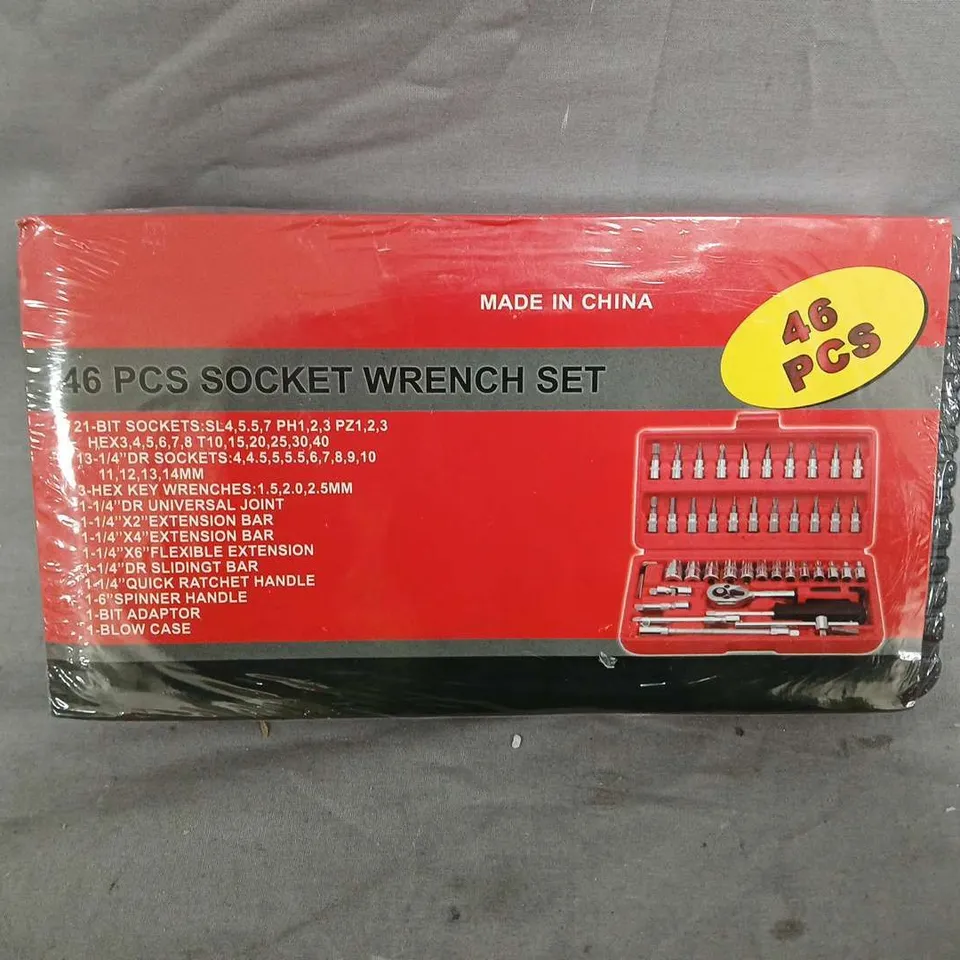 MADE IN CHINA
46
PCS
46 PCS SOCKET WRENCH SET
21-BIT SOCKETS:SL4,5.5,7 PH1,2,3 PZ1,2,3
HEX3,4,5,6,7,8 T10,15,20,25,30,40
13-1/4"DR SOCKETS:4,4.5,5,5.5,6,7,8,9,10
11,12,13,14MM
3-HEX KEY WRENCHES:1.5,2.0,2.5MM
1-1/4"DR UNIVERSAL JOINT
1-1/4"X2"EXTENSION BAR
1-1/4"X4"EXTENSION BAR
1-1/4"X6"FLEXIBLE EXTENSION
1-1/4"DR SLIDINGT BAR
1-1/4"QUICK RATCHET HANDLE
1-6"SPINNER HANDLE
1-BIT ADAPTOR
1-BLOW CASE